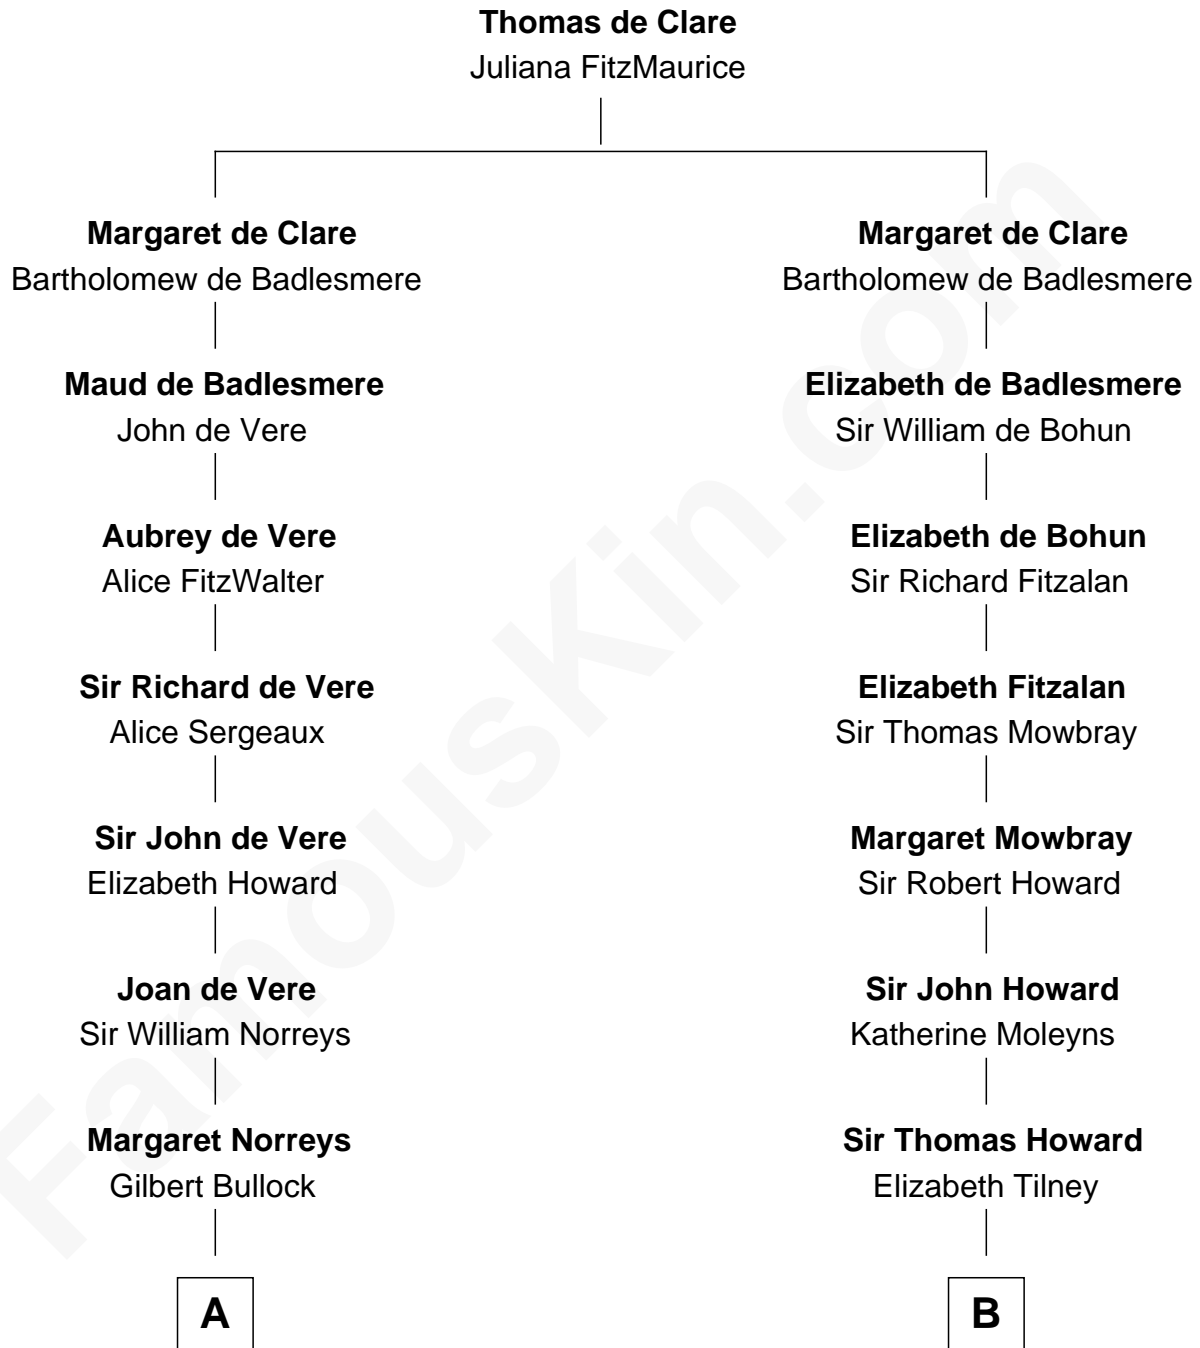 Thomas de Clare
Juliana FitzMaurice
Margaret de Clare
Bartholomew de Badlesmere
Maud de Badlesmere
John de Vere
Aubrey de Vere
Alice FitzWalter
Sir Richard de Vere
Alice Sergeaux
Sir John de Vere
Elizabeth Howard
Joan de Vere
Sir William Norreys
Margaret Norreys
Gilbert Bullock
A
Margaret de Clare
Bartholomew de Badlesmere
Elizabeth de Badlesmere
Sir William de Bohun
Elizabeth de Bohun
Sir Richard Fitzalan
Elizabeth Fitzalan
Sir Thomas Mowbray
Margaret Mowbray
Sir Robert Howard
Sir John Howard
Katherine Moleyns
Sir Thomas Howard
Elizabeth Tilney
B
FamousKin.com